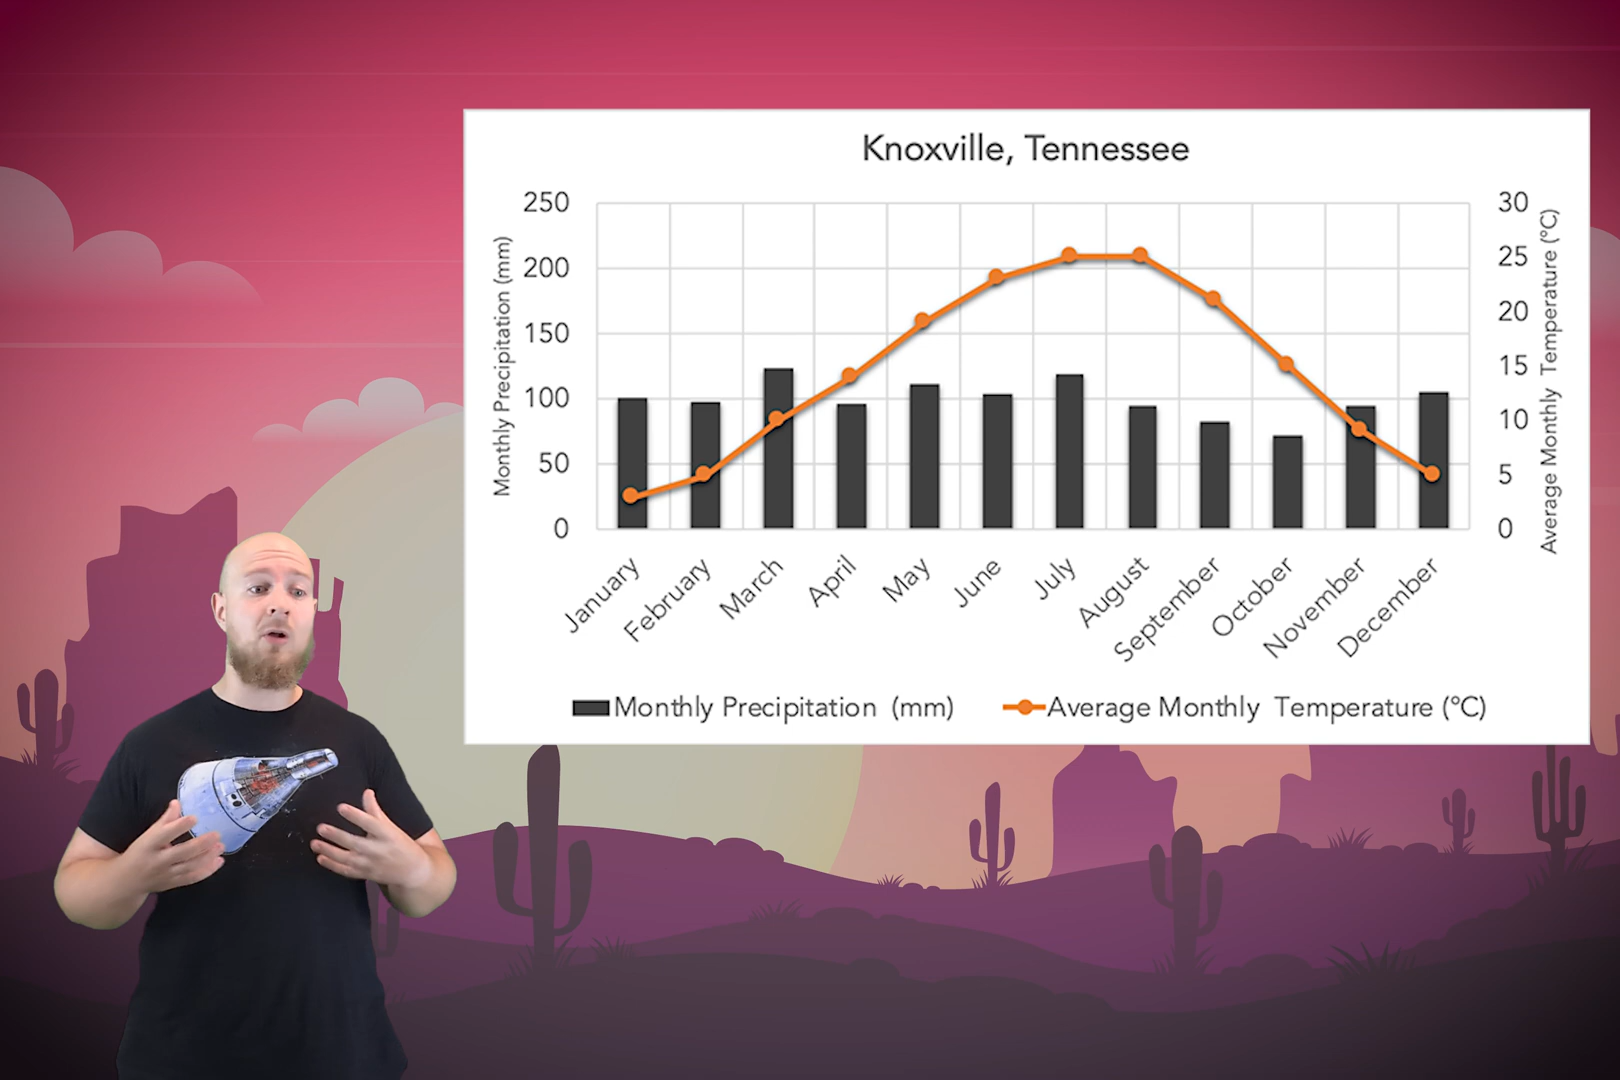 Knoxville, Tennessee
250
200
150
100
50
0
Monthly Precipitation (mm)
30
25
20
15
10
5
0
Average Monthly Temperature (°C)
January
February
March
April
May
June
July
August
September
October
November
December
Monthly Precipitation (mm)
Average Monthly Temperature (°C)